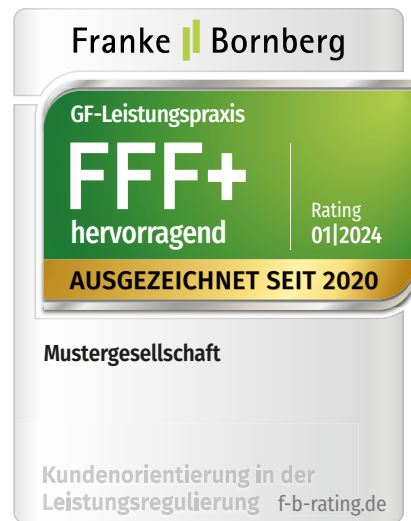 Franke Bornberg
GF-Leistungspraxis
FFF+
hervorragend
Rating
01|2024
AUSGEZEICHNET SEIT 2020
Mustergesellschaft
Kundenorientierung in der
Leistungsregulierung f-b-rating.de